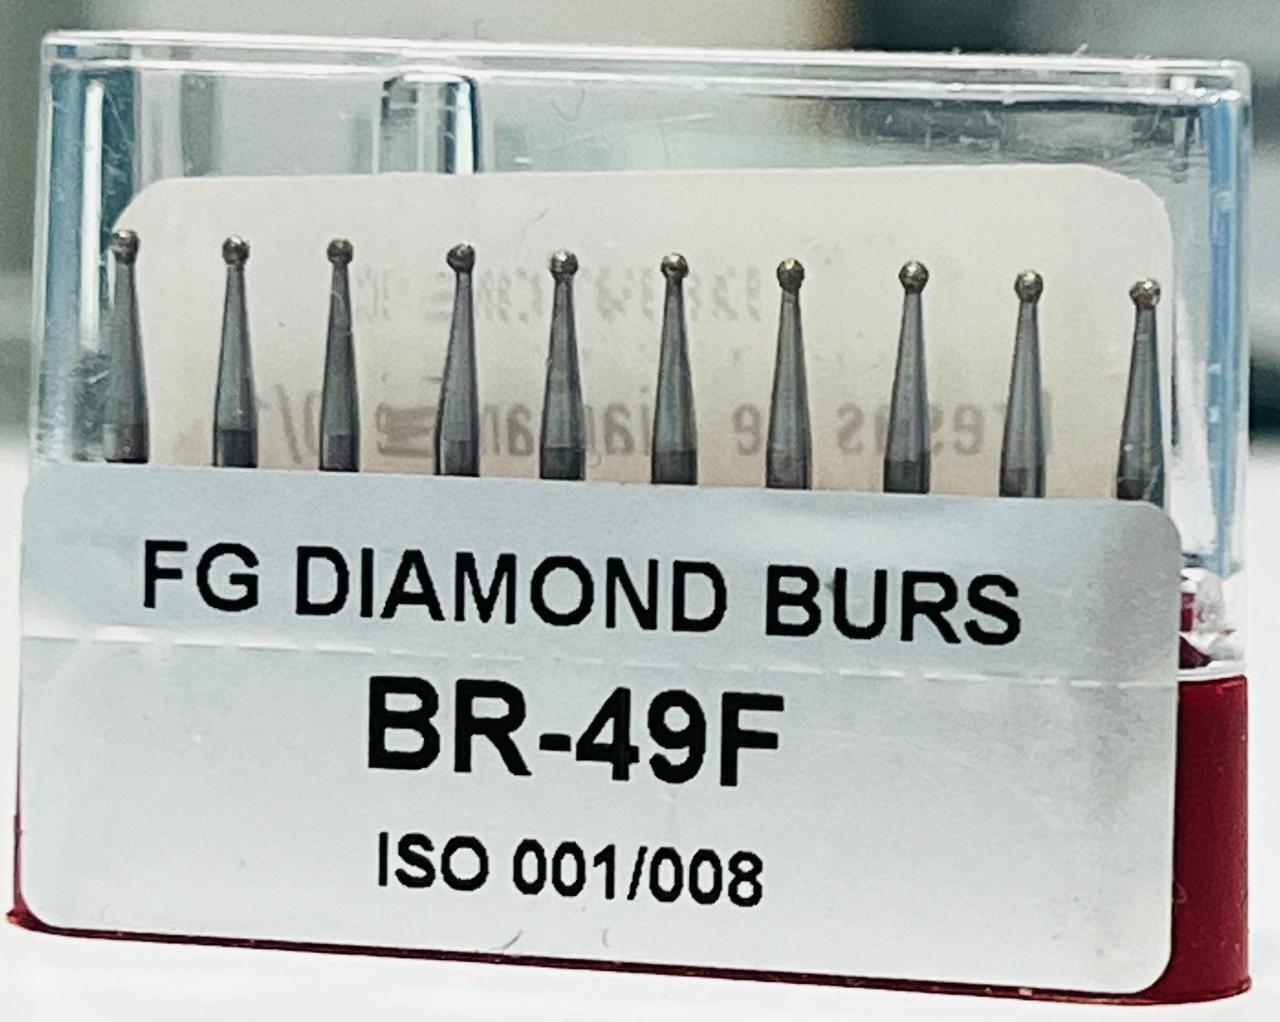 FG DIAMOND BURS
BR-49F
ISO 001/008